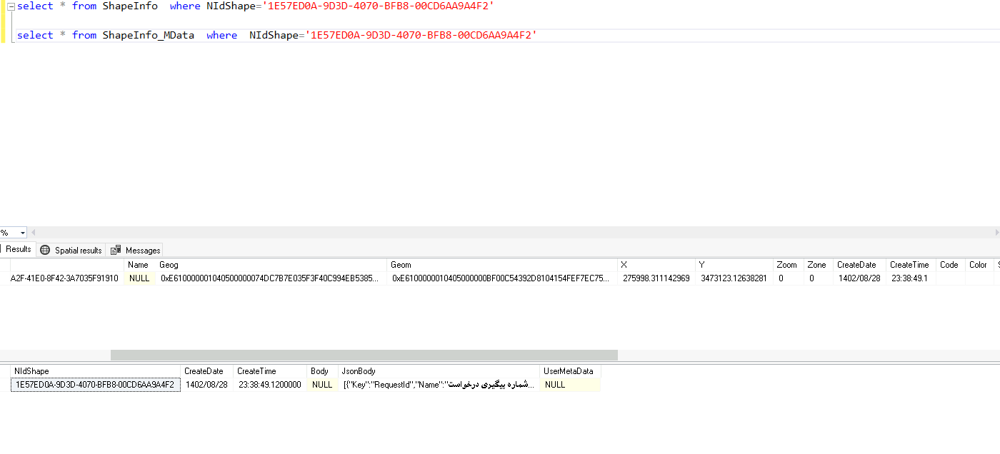 select * from ShapeInfo  where NIdShape='1E57ED0A-9D3D-4070-BFB8-00CD6AA9A4F2'
select * from ShapeInfo_MData  where  NIdShape='1E57ED0A-9D3D-4070-BFB8-00CD6AA9A4F2'
%
Results Spatial results Messages
Name Geog Geom X Y Zoom Zone CreateDate CreateTime Code Color
A2F-41E0-8F42-3A7035F91910 NULL 0xE6100000010405000000074DC7B7E035F3F40C994EB5385... 0xE6100000010405000000BF00C54392D8104154FEF7EC75... 275998.311142969 3473123.12638281 0 0 1402/08/28 23:38:49.1
NIdShape CreateDate CreateTime Body JsonBody UserMetaData
1E57ED0A-9D3D-4070-BFB8-00CD6AA9A4F2 1402/08/28 23:38:49.1200000 NULL [{"Key":"RequestId","Name":"شماره پیگیری درخواست... NULL